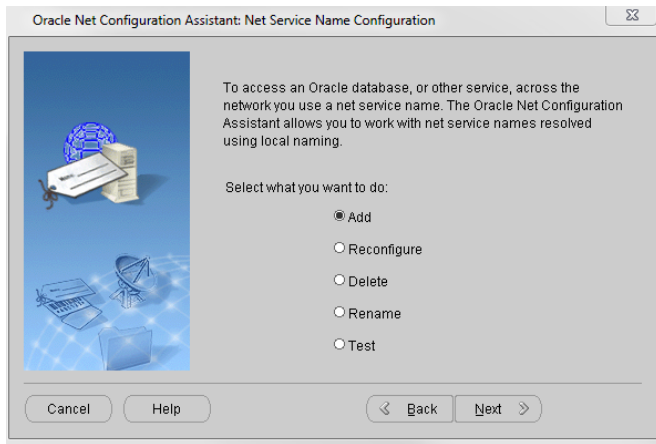 Oracle Net Configuration Assistant: Net Service Name Configuration
To access an Oracle database, or other service, across the
network you use a net service name. The Oracle Net Configuration
Assistant allows you to work with net service names resolved
using local naming.
Select what you want to do:
Add
Reconfigure
Delete
Rename
Test
Cancel Help Back Next